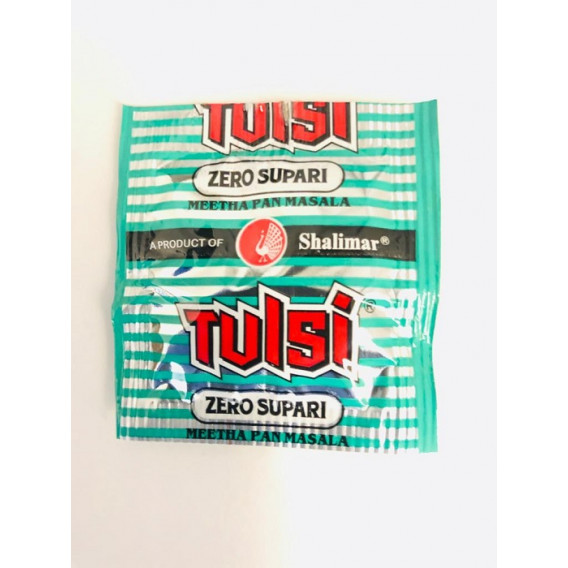 TULSI
ZERO SUPARI
MEETHA PAN MASALA
A PRODUCT OF Shalimar®
TULSI®
ZERO SUPARI
MEETHA PAN MASALA